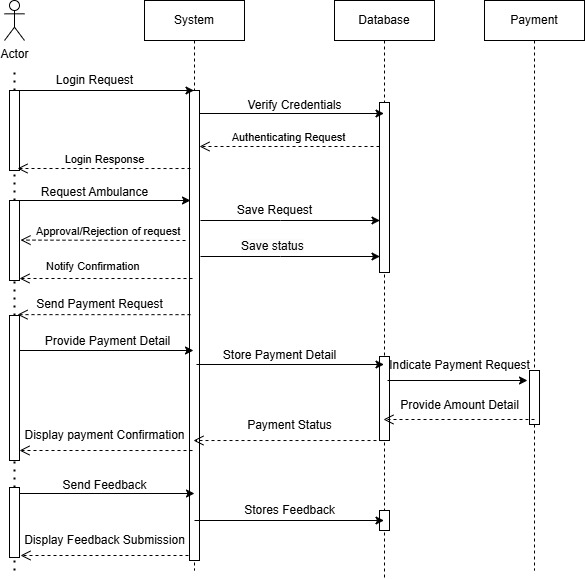 System
Database
Payment
Actor
Login Request
Verify Credentials
Authenticating Request
Login Response
Request Ambulance
Save Request
Approval/Rejection of request
Save status
Notify Confirmation
Send Payment Request
Provide Payment Detail
Store Payment Detail
Indicate Payment Request
Provide Amount Detail
Payment Status
Display payment Confirmation
Send Feedback
Stores Feedback
Display Feedback Submission